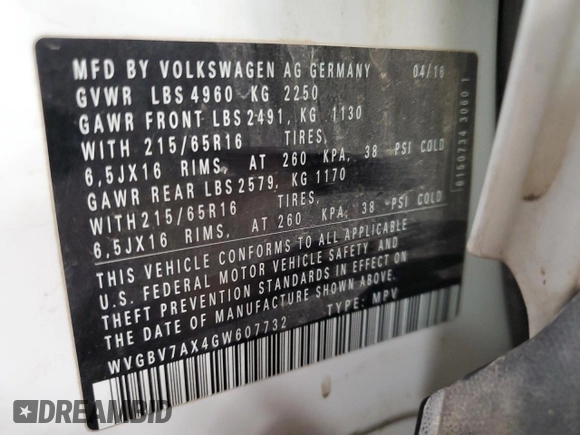 MFD BY VOLKSWAGEN AG GERMANY 04/16
GVWR LBS 4960 KG 2250
GAWR FRONT LBS 2491, KG 1130
WITH 215/65R16 TIRES,
6,5JX16 RIMS, AT 260 KPA, 38 PSI COLD
GAWR REAR LBS 2579, KG 1170
WITH 215/65R16 TIRES,
6,5JX16 RIMS, AT 260 KPA, 38 PSI COLD
THIS VEHICLE CONFORMS TO ALL APPLICABLE
U.S. FEDERAL MOTOR VEHICLE SAFETY AND
THEFT PREVENTION STANDARDS IN EFFECT ON
THE DATE OF MANUFACTURE SHOWN ABOVE.
WVGBV7AX4GW607732 TYPE: MPV
6150734 3060 1
DREAMBID